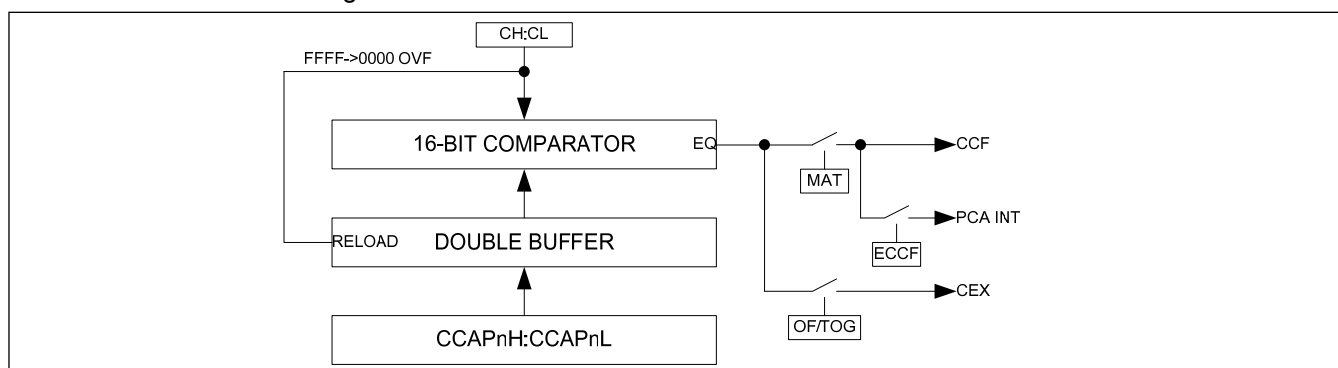 CH:CL
FFFF->0000 OVF
16-BIT COMPARATOR
EQ
CCF
MAT
PCA INT
RELOAD
DOUBLE BUFFER
ECCF
CEX
OF/TOG
CCAPnH:CCAPnL